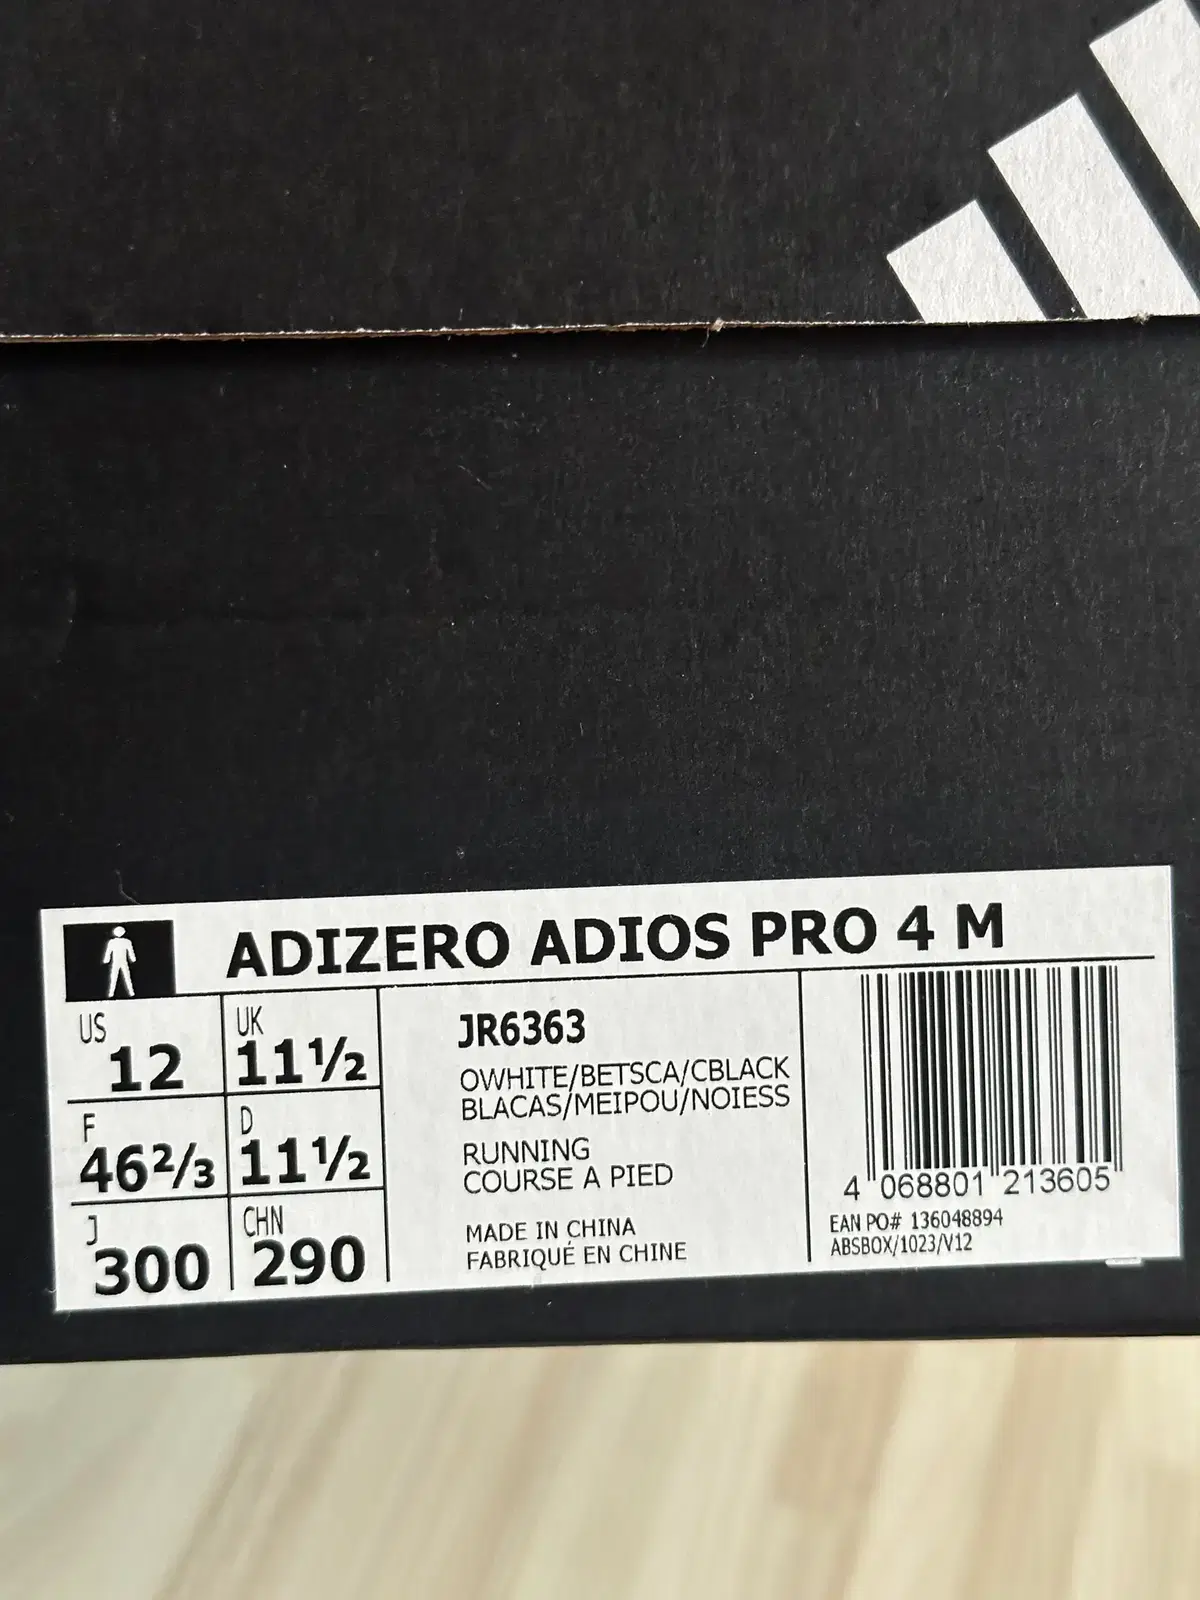 ADIZERO ADIOS PRO 4 M
US 12
UK 11½
F 46⅔
D 11½
J 300
CHN 290
JR6363
OWHITE/BETSCA/CBLACK
BLACAS/MEIPOU/NOIESS
RUNNING
COURSE A PIED
MADE IN CHINA
FABRIQUÉ EN CHINE
4 068801 213605
EAN PO# 136048894
ABSBOX/1023/V12